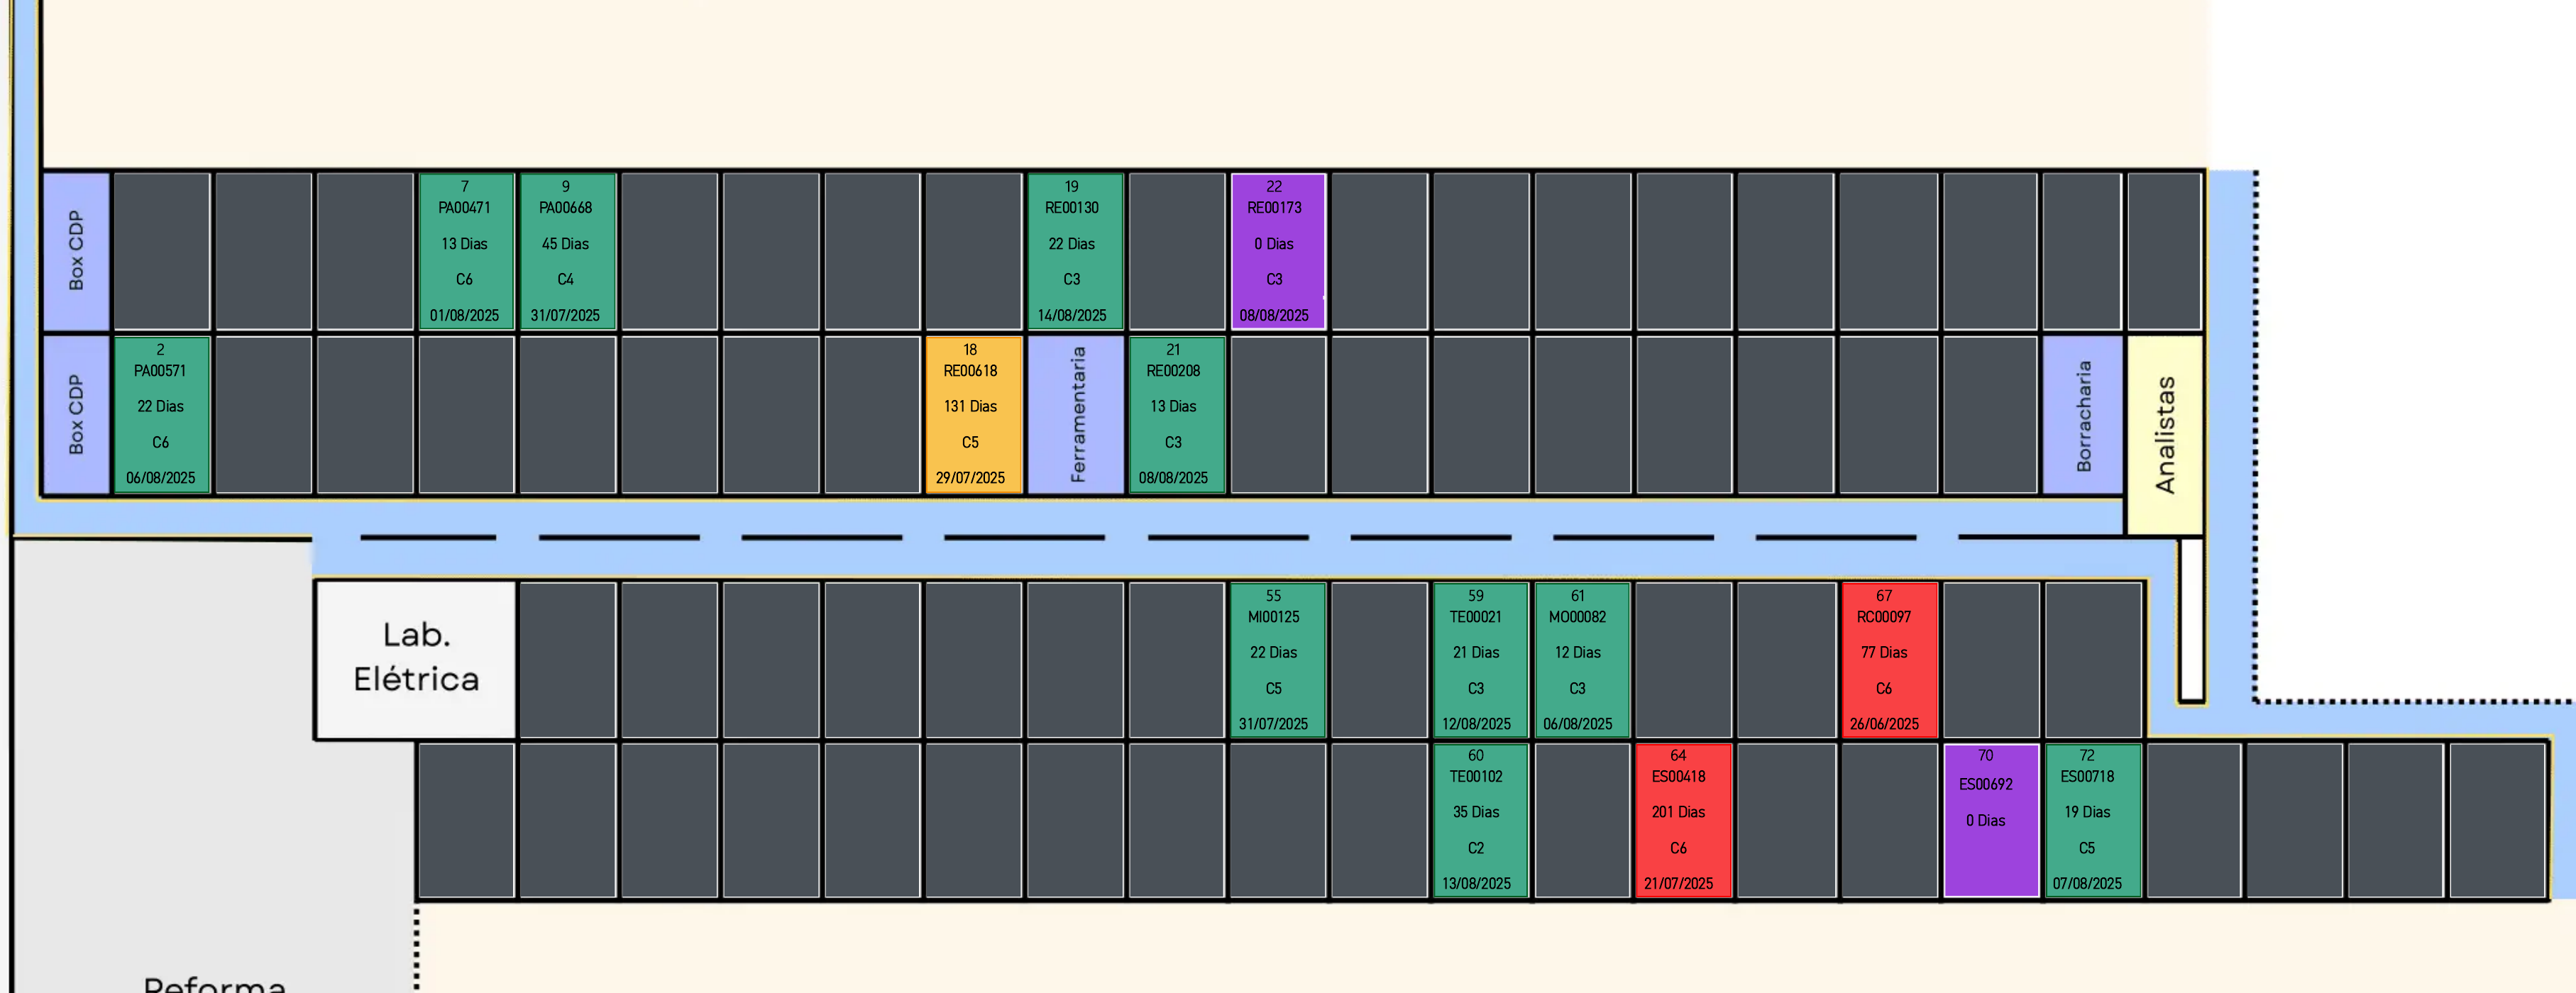 Box CDP
7
PA00471
13 Dias
C6
01/08/2025
9
PA00668
45 Dias
C4
31/07/2025
19
RE00130
22 Dias
C3
14/08/2025
22
RE00173
0 Dias
C3
08/08/2025
Box CDP
2
PA00571
22 Dias
C6
06/08/2025
18
RE00618
131 Dias
C5
29/07/2025
Ferramentaria
21
RE00208
13 Dias
C3
08/08/2025
Borracharia
Analistas
Lab.
Elétrica
55
MI00125
22 Dias
C5
31/07/2025
59
TE00021
21 Dias
C3
12/08/2025
61
MO00082
12 Dias
C3
06/08/2025
67
RC00097
77 Dias
C6
26/06/2025
60
TE00102
35 Dias
C2
13/08/2025
64
ES00418
201 Dias
C6
21/07/2025
70
ES00692
0 Dias
72
ES00718
19 Dias
C5
07/08/2025
Reforma